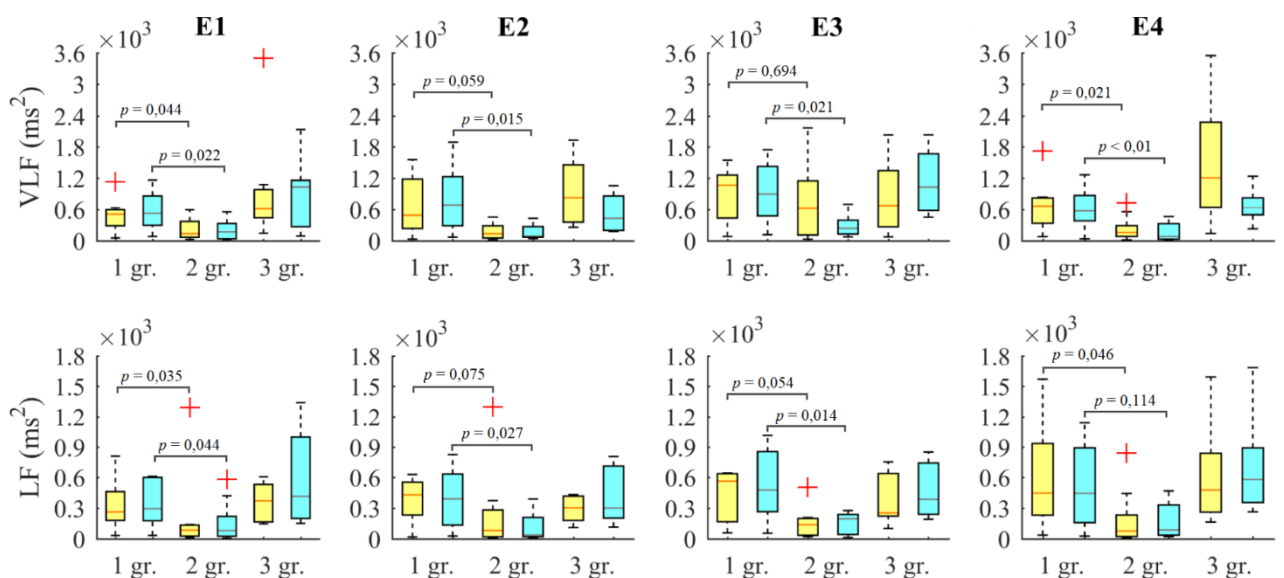 E1 E2 E3 E4
×10³ ×10³ ×10³ ×10³
VLF (ms²)
3.6 3 2.4 1.8 1.2 0.6 0
p = 0,044
p = 0,022
1 gr. 2 gr. 3 gr.
3.6 3 2.4 1.8 1.2 0.6 0
p = 0,059
p = 0,015
1 gr. 2 gr. 3 gr.
3.6 3 2.4 1.8 1.2 0.6 0
p = 0,694
p = 0,021
1 gr. 2 gr. 3 gr.
3.6 3 2.4 1.8 1.2 0.6 0
p = 0,021
p < 0,01
1 gr. 2 gr. 3 gr.
×10³ ×10³ ×10³ ×10³
LF (ms²)
1.8 1.5 1.2 0.9 0.6 0.3 0
p = 0,035
p = 0,044
1 gr. 2 gr. 3 gr.
1.8 1.5 1.2 0.9 0.6 0.3 0
p = 0,075
p = 0,027
1 gr. 2 gr. 3 gr.
1.8 1.5 1.2 0.9 0.6 0.3 0
p = 0,054
p = 0,014
1 gr. 2 gr. 3 gr.
1.8 1.5 1.2 0.9 0.6 0.3 0
p = 0,046
p = 0,114
1 gr. 2 gr. 3 gr.